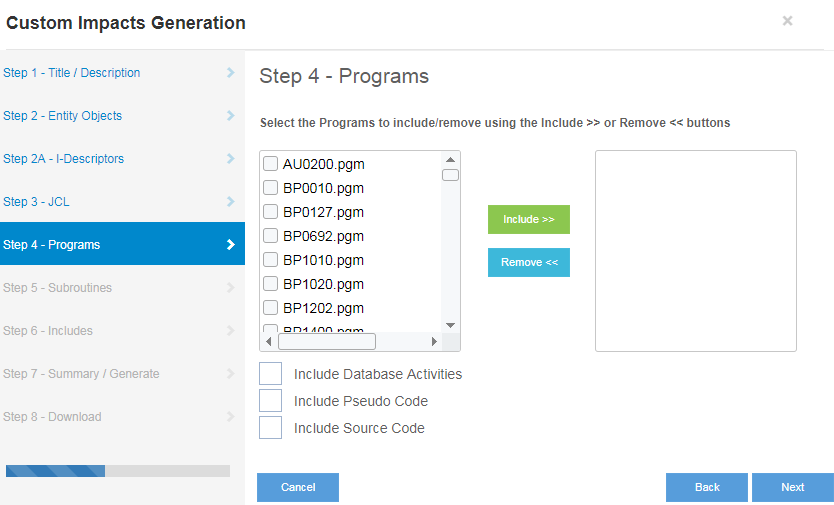 Custom Impacts Generation
×
Step 1 - Title / Description
Step 2 - Entity Objects
Step 2A - I-Descriptors
Step 3 - JCL
Step 4 - Programs
Step 5 - Subroutines
Step 6 - Includes
Step 7 - Summary / Generate
Step 8 - Download
Step 4 - Programs
Select the Programs to include/remove using the Include >> or Remove << buttons
AU0200.pgm
BP0010.pgm
BP0127.pgm
BP0692.pgm
BP1010.pgm
BP1020.pgm
BP1202.pgm
BP1400.pgm
Include >>
Remove <<
Include Database Activities
Include Pseudo Code
Include Source Code
Cancel
Back
Next